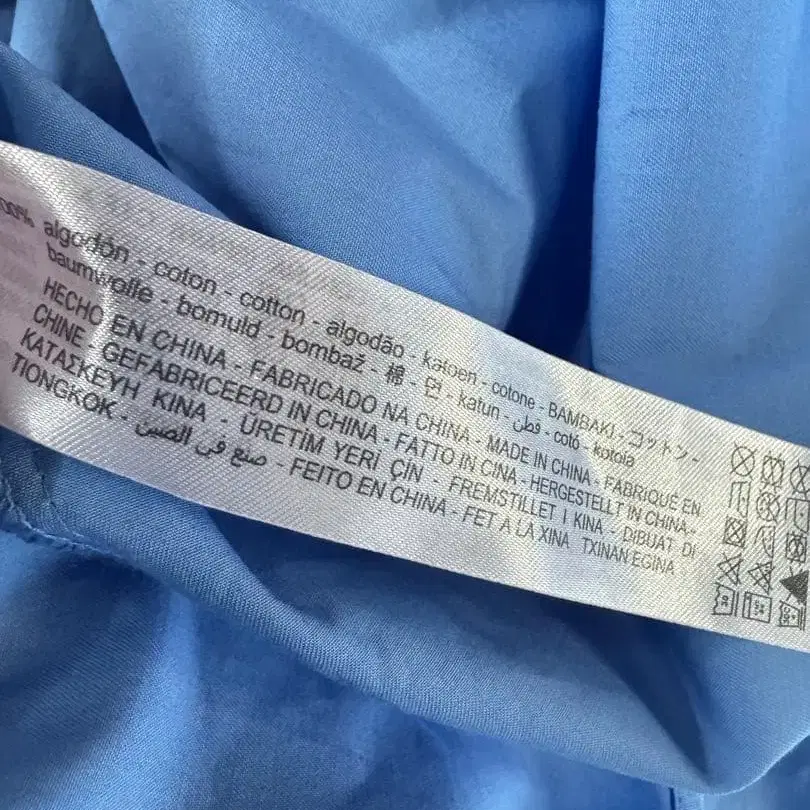 00% algodón - coton - cotton - algodão - katoen - cotone - BAMBAKI - コットン -
baumwolle - bomuld - bombaž - 棉 - 면 - katun - قطن - cotó - kotoia
HECHO EN CHINA - FABRICADO NA CHINA - MADE IN CHINA - FABRIQUÉ EN
CHINE - GEFABRICEERD IN CHINA - FATTO IN CINA - HERGESTELLT IN CHINA -
ΚΑΤΑΣΚΕΥΗ ΚΙΝΑ - ÜRETİM YERİ ÇİN - FREMSTILLET I KINA - DIBUAT DI
TIONGKOK - صنع في الصين - FEITO EN CHINA - FET A LA XINA TXINAN EGINA